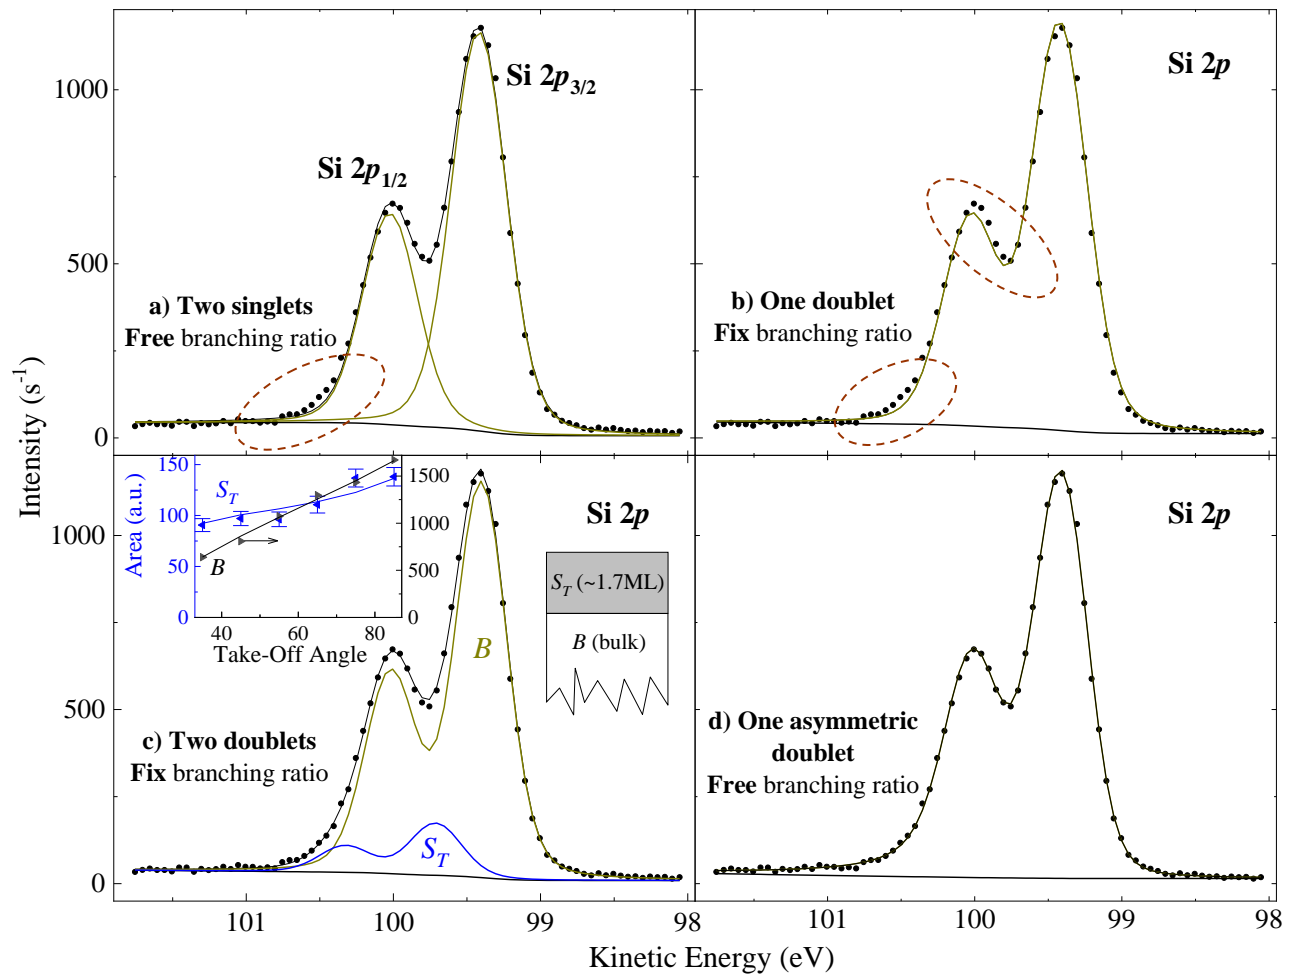 Si 2p3/2
Si 2p1/2
a) Two singlets
Free branching ratio
1000
500
0
Si 2p
b) One doublet
Fix branching ratio
Intensity (s-1)
150
100
50
0
Area (a.u.)
ST
B
1500
1000
500
0
40 60 80
Take-Off Angle
Si 2p
ST (~1.7ML)
B (bulk)
B
c) Two doublets
Fix branching ratio
ST
1000
500
0
101 100 99 98
Si 2p
d) One asymmetric
doublet
Free branching ratio
101 100 99 98
Kinetic Energy (eV)